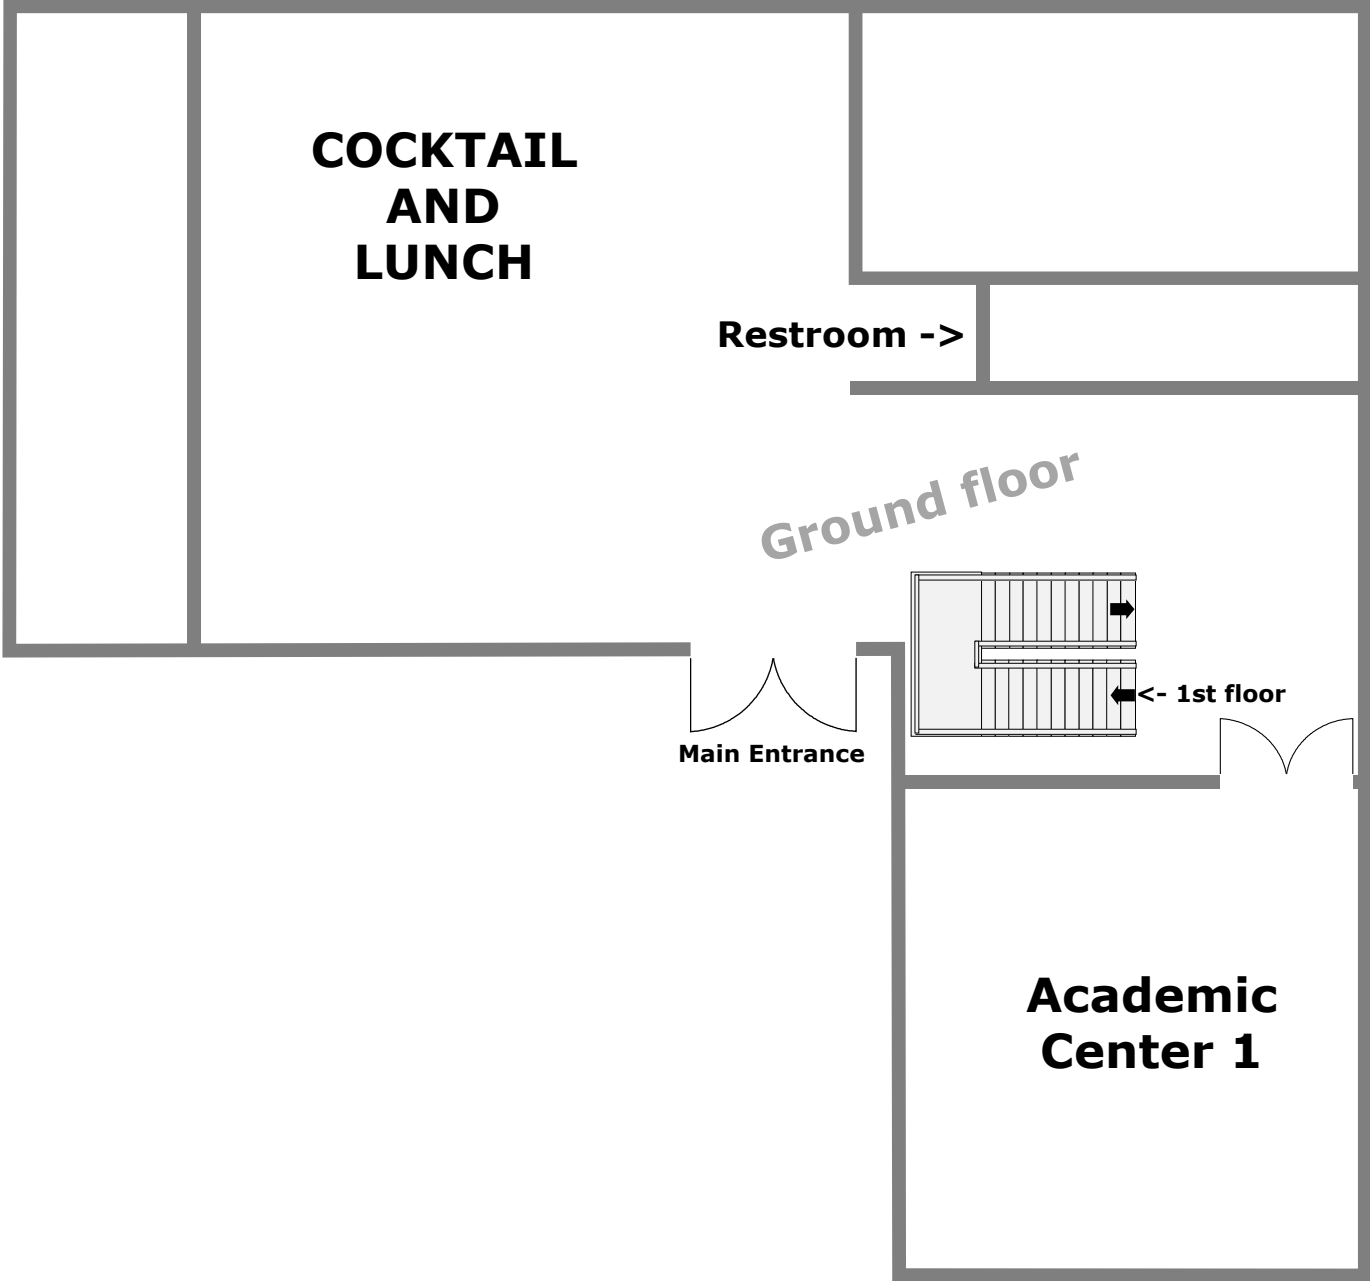 COCKTAIL
AND
LUNCH
Restroom ->
Ground floor
<- 1st floor
Main Entrance
Academic
Center 1